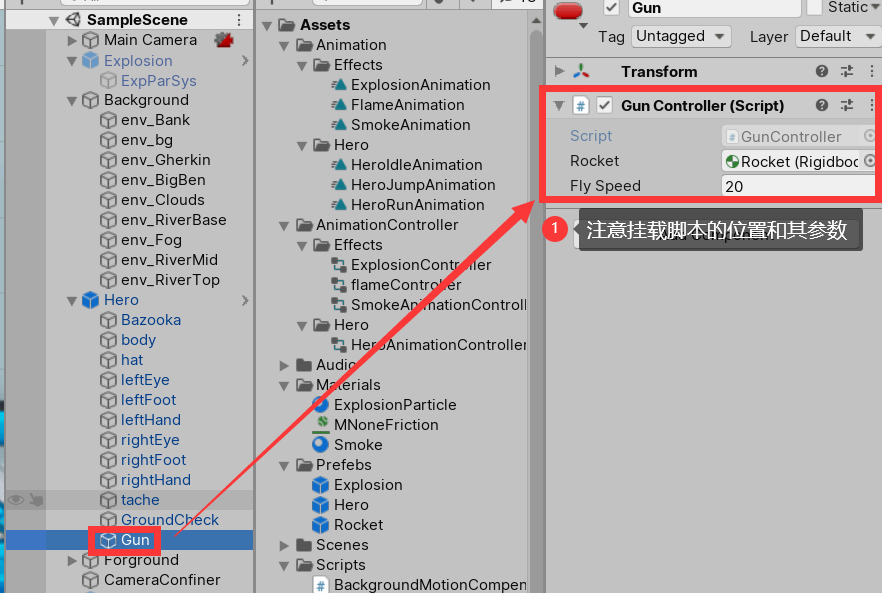 SampleScene
Main Camera
Explosion
ExpParSys
Background
env_Bank
env_bg
env_Gherkin
env_BigBen
env_Clouds
env_RiverBase
env_Fog
env_RiverMid
env_RiverTop
Hero
Bazooka
body
hat
leftEye
leftFoot
leftHand
rightEye
rightFoot
rightHand
tache
GroundCheck
Gun
Forground
CameraConfiner
Assets
Animation
Effects
ExplosionAnimation
FlameAnimation
SmokeAnimation
Hero
HeroIdleAnimation
HeroJumpAnimation
HeroRunAnimation
AnimationController
Effects
ExplosionController
flameController
SmokeAnimationControll
Hero
HeroAnimationController
Audio
Materials
ExplosionParticle
MNoneFriction
Smoke
Prefebs
Explosion
Hero
Rocket
Scenes
Scripts
BackgroundMotionCompen
Gun
Static
Tag Untagged Layer Default
Transform
# Gun Controller (Script)
Script GunController
Rocket Rocket (Rigidboc
Fly Speed 20
1 注意挂载脚本的位置和其参数